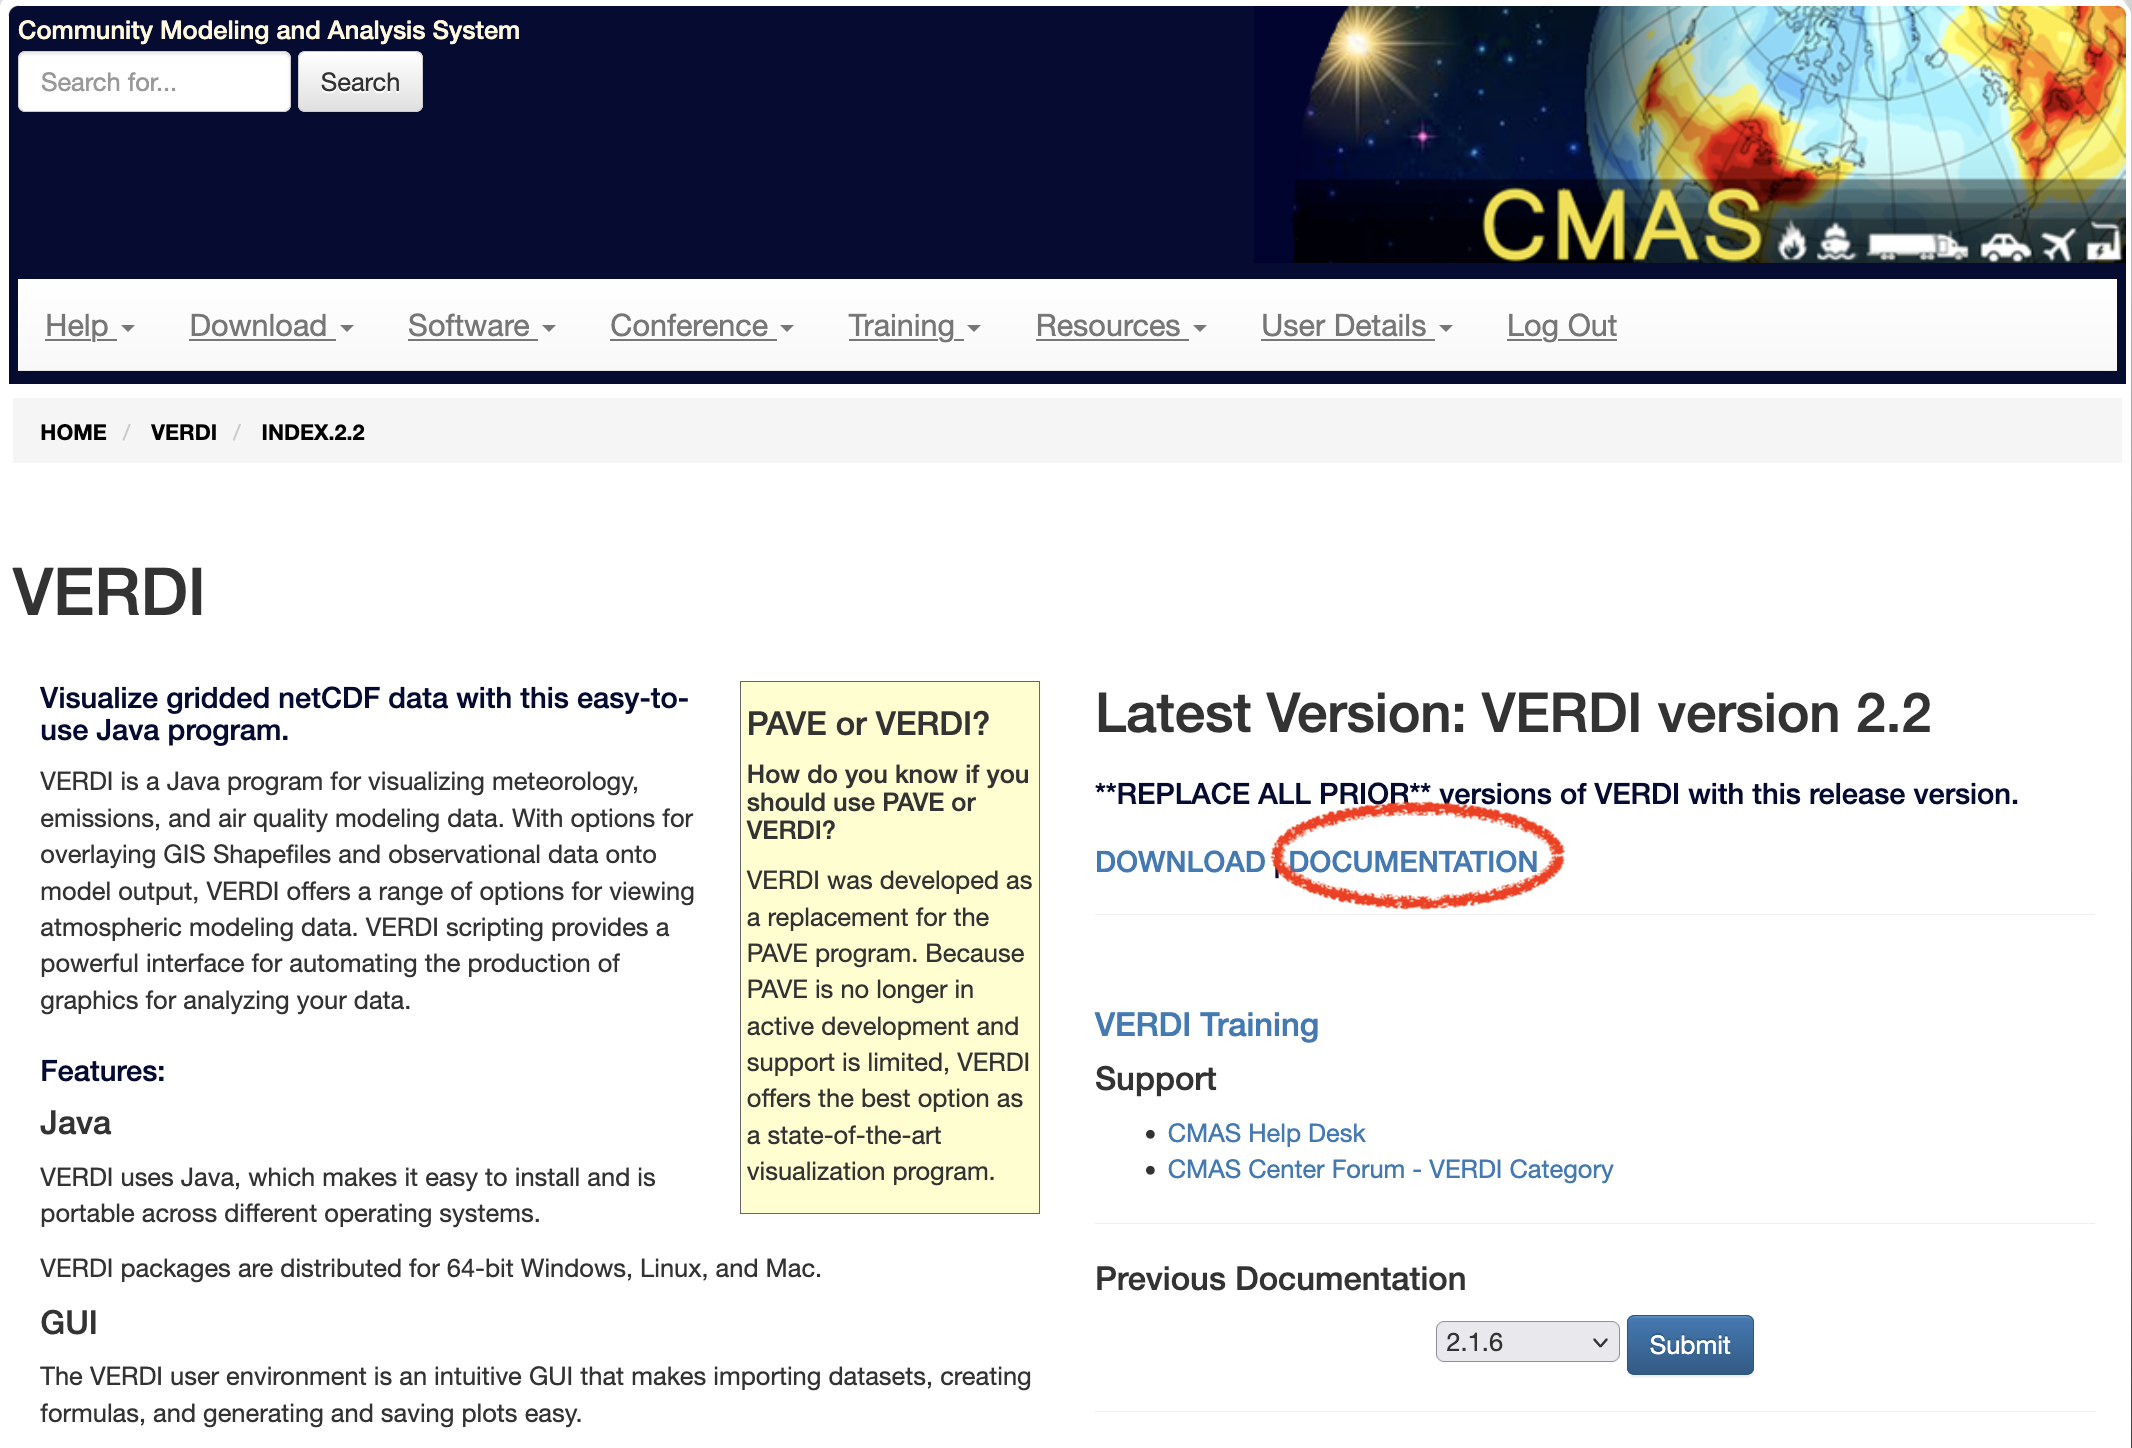 Community Modeling and Analysis System
Search for...
Search
CMAS
Help
Download
Software
Conference
Training
Resources
User Details
Log Out
HOME / VERDI / INDEX.2.2
VERDI
Visualize gridded netCDF data with this easy-to-
use Java program.
VERDI is a Java program for visualizing meteorology,
emissions, and air quality modeling data. With options for
overlaying GIS Shapefiles and observational data onto
model output, VERDI offers a range of options for viewing
atmospheric modeling data. VERDI scripting provides a
powerful interface for automating the production of
graphics for analyzing your data.
Features:
Java
VERDI uses Java, which makes it easy to install and is
portable across different operating systems.
VERDI packages are distributed for 64-bit Windows, Linux, and Mac.
GUI
The VERDI user environment is an intuitive GUI that makes importing datasets, creating
formulas, and generating and saving plots easy.
PAVE or VERDI?
How do you know if you
should use PAVE or
VERDI?
VERDI was developed as
a replacement for the
PAVE program. Because
PAVE is no longer in
active development and
support is limited, VERDI
offers the best option as
a state-of-the-art
visualization program.
Latest Version: VERDI version 2.2
**REPLACE ALL PRIOR** versions of VERDI with this release version.
DOWNLOAD | DOCUMENTATION
VERDI Training
Support
• CMAS Help Desk
• CMAS Center Forum - VERDI Category
Previous Documentation
2.1.6
Submit